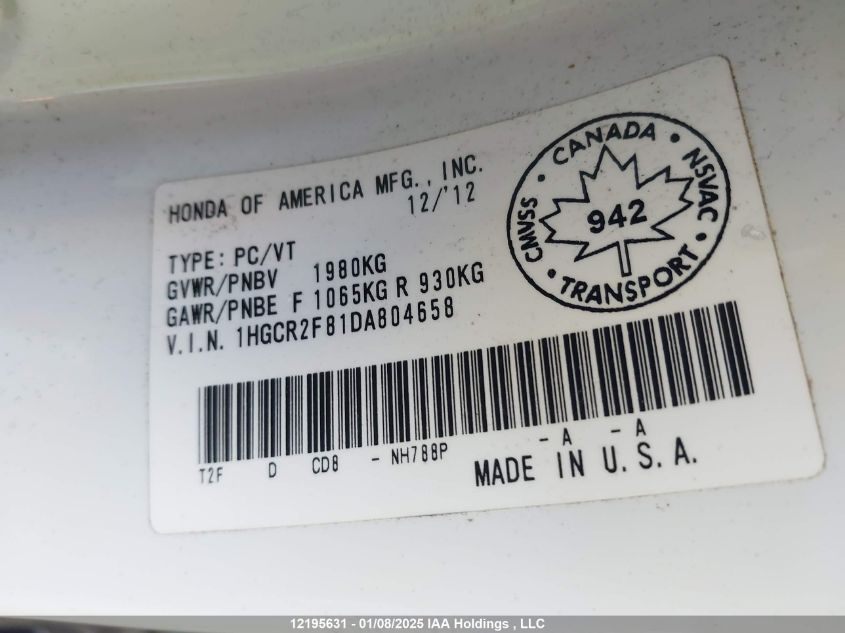 HONDA OF AMERICA MFG., INC.
12/'12
TYPE: PC/VT
GVWR/PNBV 1980KG
GAWR/PNBE F 1065KG R 930KG
V.I.N. 1HGCR2F81DA804658
CANADA • NSVAC • TRANSPORT • CMVSS •
942
T2F D CD8 - NH788P - A - A
MADE IN U.S.A.
12195631 - 01/08/2025 IAA Holdings , LLC